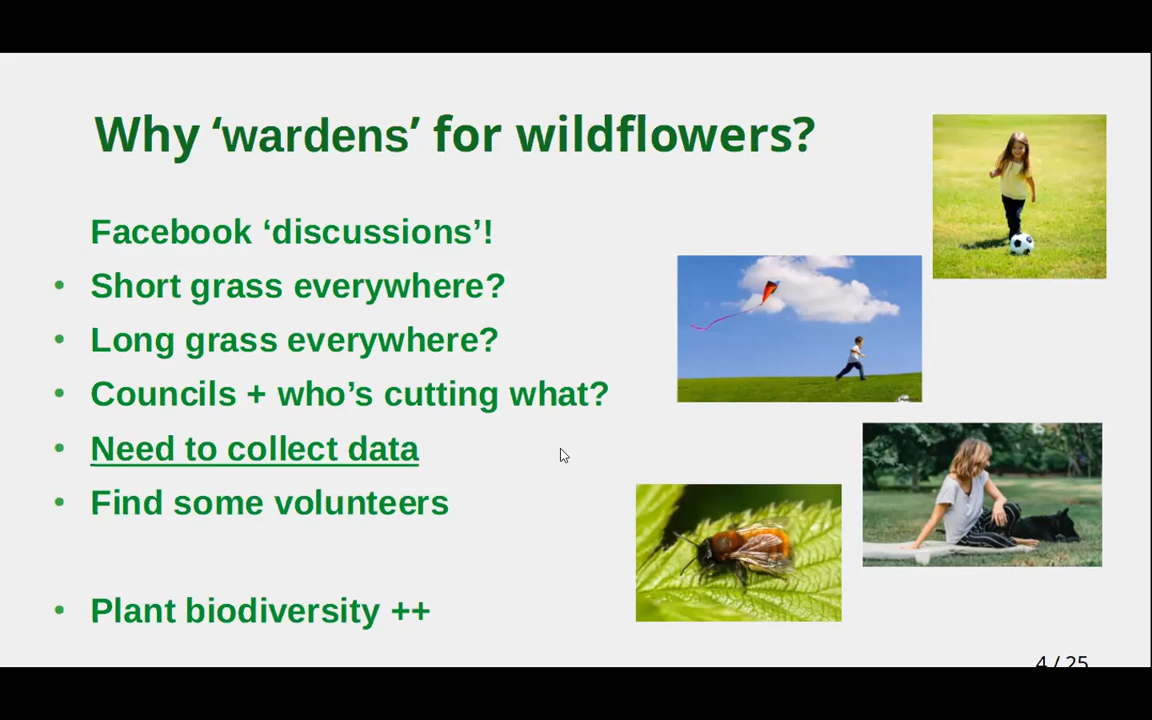 Why ‘wardens’ for wildflowers?
Facebook ‘discussions’!
• Short grass everywhere?
• Long grass everywhere?
• Councils + who’s cutting what?
• Need to collect data
• Find some volunteers
• Plant biodiversity ++
4 / 25